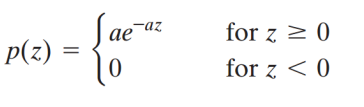 p(z) = { ae^{-az} for z ≥ 0
0 for z < 0